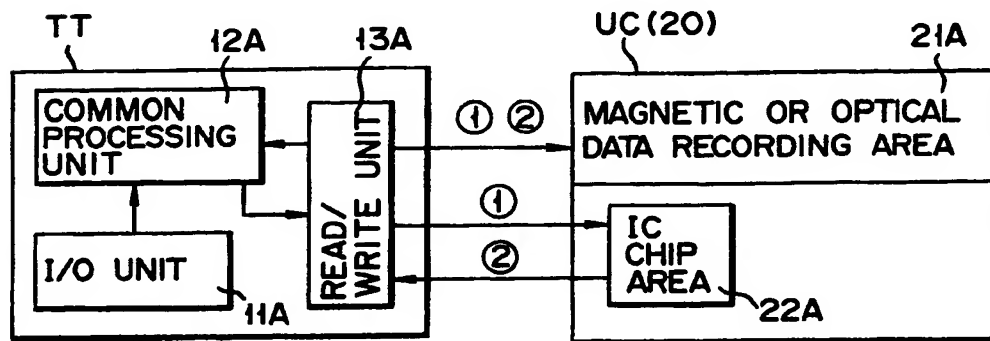 TT
12A
13A
UC(20)
21A
COMMON
PROCESSING
UNIT
READ/
WRITE UNIT
① ②
MAGNETIC OR OPTICAL
DATA RECORDING AREA
①
②
I/O UNIT
11A
IC
CHIP
AREA
22A